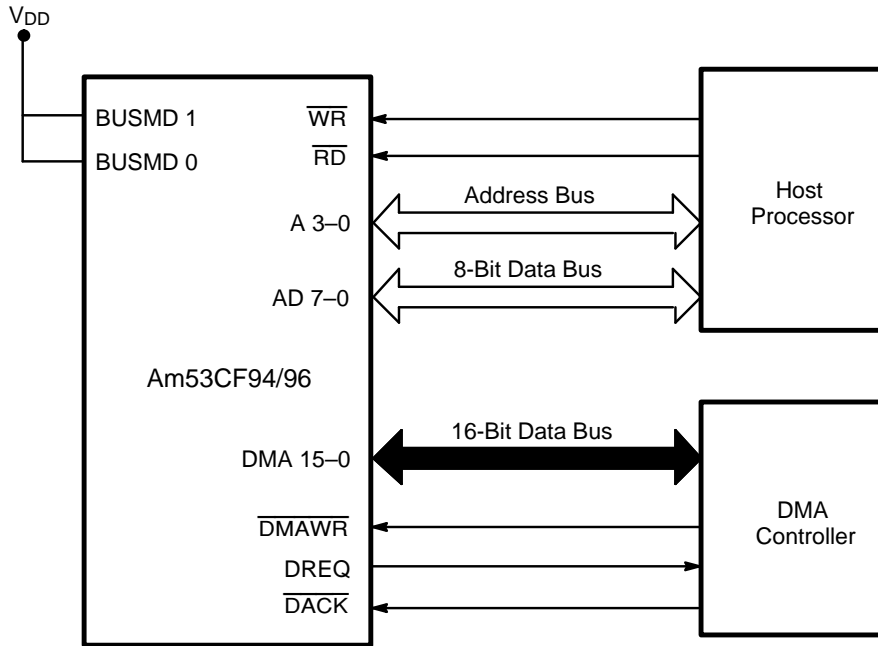 VDD
BUSMD 1
BUSMD 0
WR
RD
A 3–0
AD 7–0
Am53CF94/96
DMA 15–0
DMAWR
DREQ
DACK
Address Bus
8-Bit Data Bus
16-Bit Data Bus
Host
Processor
DMA
Controller